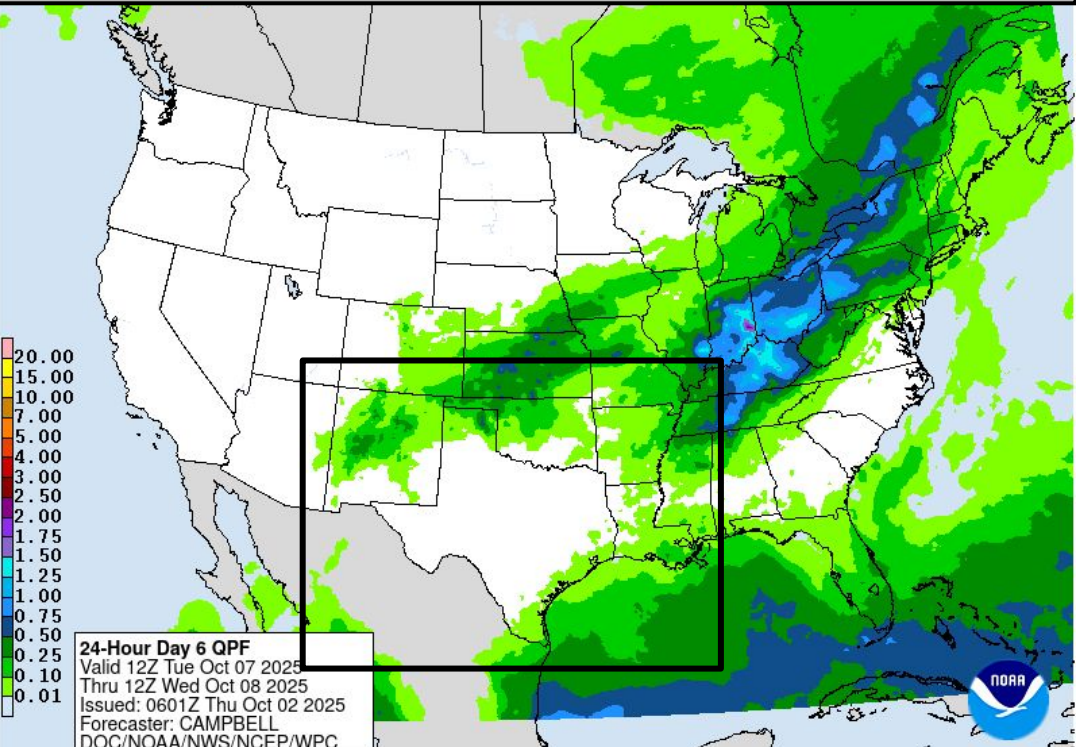 20.00
15.00
10.00
7.00
5.00
4.00
3.00
2.50
2.00
1.75
1.50
1.25
1.00
0.75
0.50
0.25
0.10
0.01
24-Hour Day 6 QPF
Valid 12Z Tue Oct 07 2025
Thru 12Z Wed Oct 08 2025
Issued: 0601Z Thu Oct 02 2025
Forecaster: CAMPBELL
DOC/NOAA/NWS/NCEP/WPC
NOAA